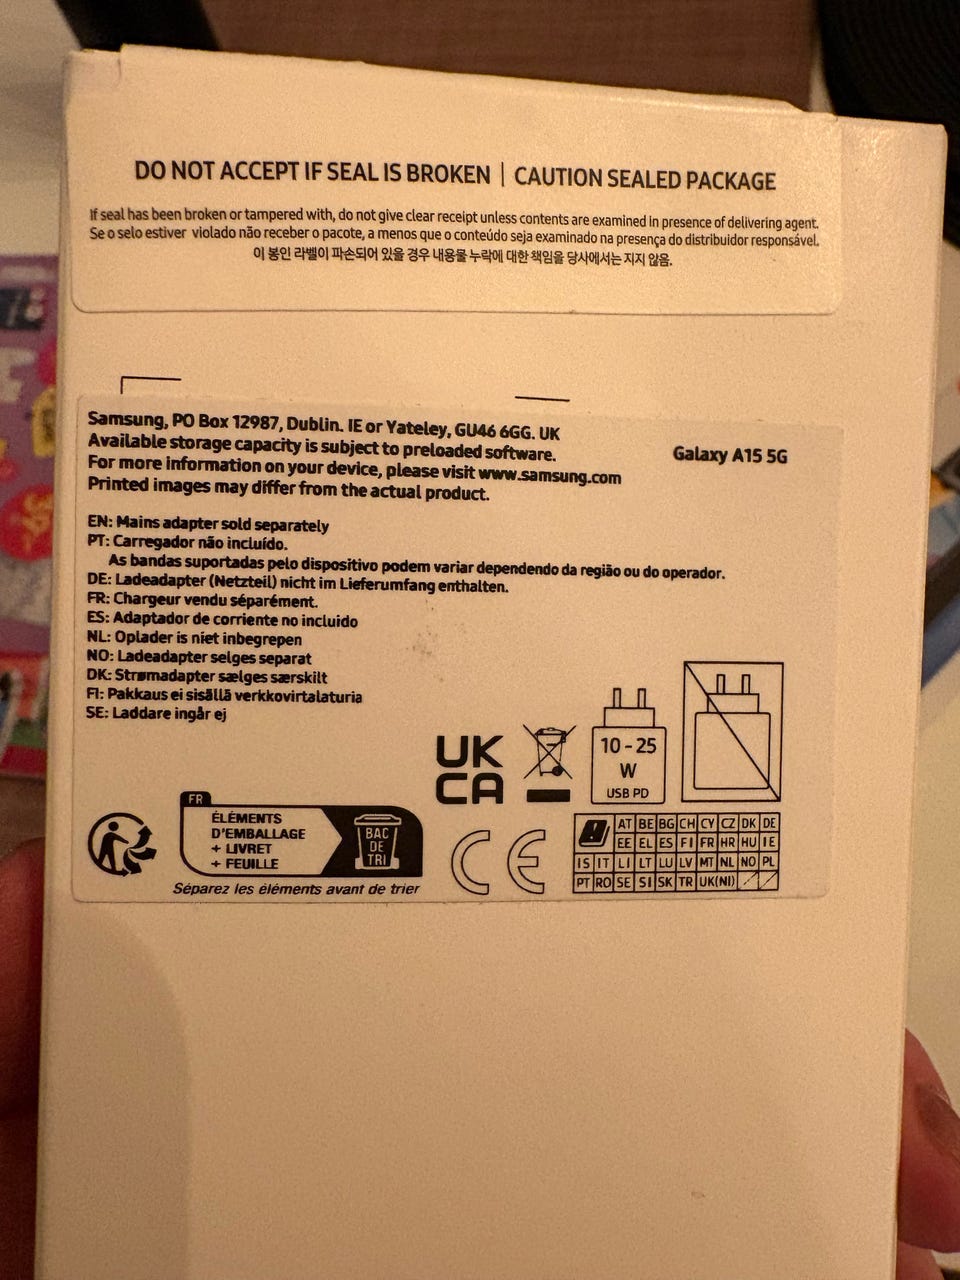 DO NOT ACCEPT IF SEAL IS BROKEN | CAUTION SEALED PACKAGE
If seal has been broken or tampered with, do not give clear receipt unless contents are examined in presence of delivering agent.
Se o selo estiver violado não receber o pacote, a menos que o conteúdo seja examinado na presença do distribuidor responsável.
이 봉인 라벨이 파손되어 있을 경우 내용물 누락에 대한 책임을 당사에서는 지지 않음.
Samsung, PO Box 12987, Dublin. IE or Yateley, GU46 6GG. UK
Available storage capacity is subject to preloaded software.
For more information on your device, please visit www.samsung.com
Printed images may differ from the actual product.
Galaxy A15 5G
EN: Mains adapter sold separately
PT: Carregador não incluído.
As bandas suportadas pelo dispositivo podem variar dependendo da região ou do operador.
DE: Ladeadapter (Netzteil) nicht im Lieferumfang enthalten.
FR: Chargeur vendu séparément.
ES: Adaptador de corriente no incluido
NL: Oplader is niet inbegrepen
NO: Ladeadapter selges separat
DK: Strømadapter sælges særskilt
FI: Pakkaus ei sisällä verkkovirtalaturia
SE: Laddare ingår ej
UK
CA
10 - 25
W
USB PD
FR
ÉLÉMENTS
D'EMBALLAGE
+ LIVRET
+ FEUILLE
BAC
DE
TRI
Séparez les éléments avant de trier
CE
AT BE BG CH CY CZ DK DE
EE EL ES FI FR HR HU IE
IS IT LI LT LU LV MT NL NO PL
PT RO SE SI SK TR UK(NI)